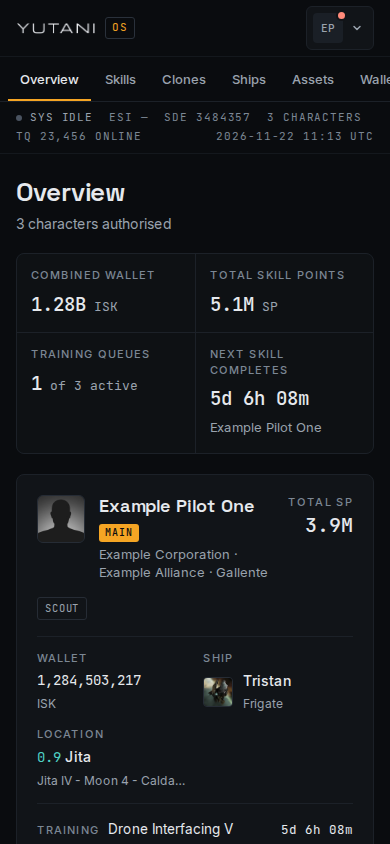 YUTANI OS EP
Overview Skills Clones Ships Assets Walle
SYS IDLE ESI — SDE 3484357 3 CHARACTERS
TQ 23,456 ONLINE 2026-11-22 11:13 UTC
Overview
3 characters authorised
COMBINED WALLET
1.28B ISK
TOTAL SKILL POINTS
5.1M SP
TRAINING QUEUES
1 of 3 active
NEXT SKILL
COMPLETES
5d 6h 08m
Example Pilot One
Example Pilot One
MAIN
Example Corporation ·
Example Alliance · Gallente
TOTAL SP
3.9M
SCOUT
WALLET
1,284,503,217
ISK
SHIP
Tristan
Frigate
LOCATION
0.9 Jita
Jita IV - Moon 4 - Calda...
TRAINING Drone Interfacing V 5d 6h 08m